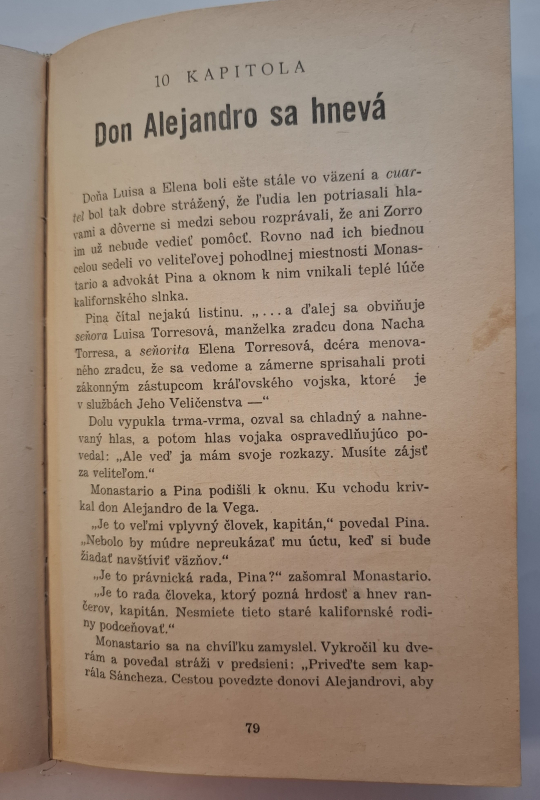 10 KAPITOLA
Don Alejandro sa hnevá
Doña Luisa a Elena boli ešte stále vo väzení a cuar-
tel bol tak dobre strážený, že ľudia len potriasali hla-
vami a dôverne si medzi sebou rozprávali, že ani Zorro
im už nebude vedieť pomôcť. Rovno nad ich biednou
celou sedeli vo veliteľovej pohodlnej miestnosti Monas-
tario a advokát Pina a oknom k nim vnikali teplé lúče
kalifornského slnka.
Pina čítal nejakú listinu. „...a ďalej sa obviňuje
señora Luisa Torresová, manželka zradcu dona Nacha
Torresa, a señorita Elena Torresová, dcéra menova-
ného zradcu, že sa vedome a zámerne sprisahali proti
zákonným zástupcom kráľovského vojska, ktoré je
v službách Jeho Veličenstva —“
Dolu vypukla trma-vrma, ozval sa chladný a nahne-
vaný hlas, a potom hlas vojaka ospravedlňujúco po-
vedal: „Ale veď ja mám svoje rozkazy. Musíte zájsť
za veliteľom.“
Monastario a Pina podišli k oknu. Ku vchodu kriv-
kal don Alejandro de la Vega.
„Je to veľmi vplyvný človek, kapitán,“ povedal Pina.
„Nebolo by múdre nepreukázať mu úctu, keď si bude
žiadať navštíviť väzňov.“
„Je to právnická rada, Pina?“ zašomral Monastario.
„Je to rada človeka, ktorý pozná hrdosť a hnev ran-
čerov, kapitán. Nesmiete tieto staré kalifornské rodi-
ny podceňovať.“
Monastario sa na chvíľku zamyslel. Vykročil ku dve-
rám a povedal stráži v predsieni: „Priveďte sem kap-
rála Sáncheza. Cestou povedzte donovi Alejandrovi, aby
79